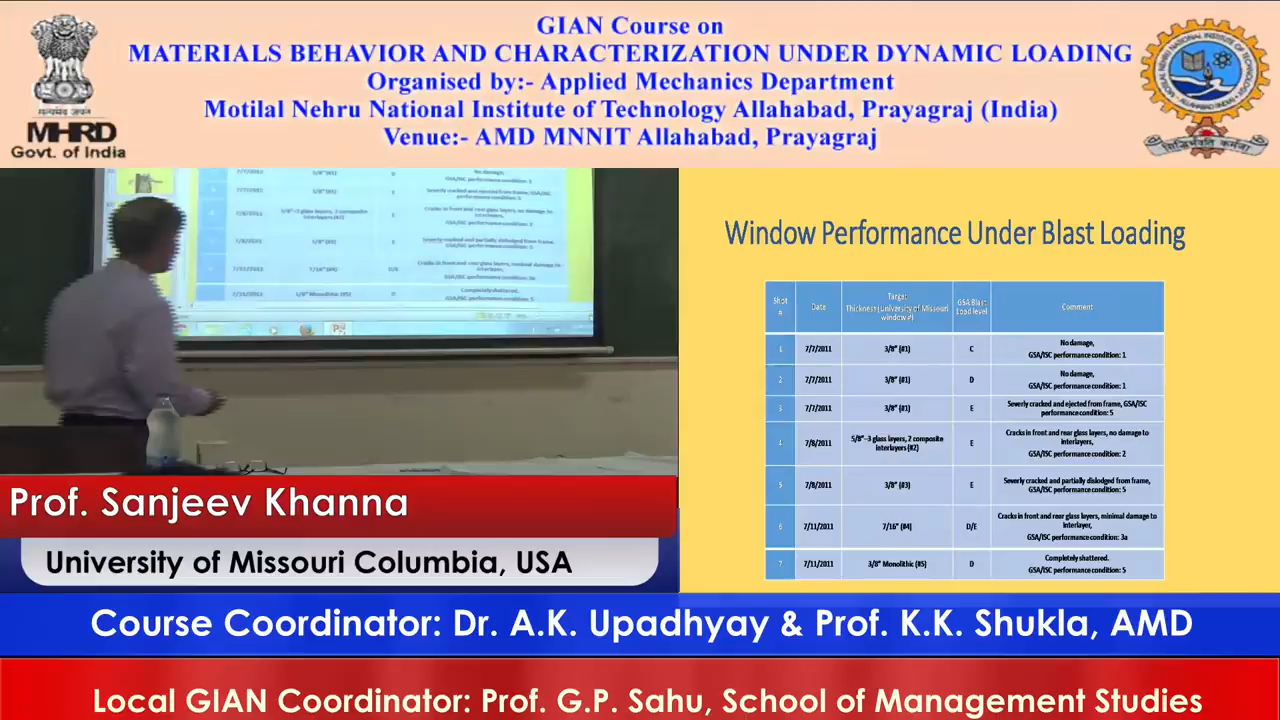 GIAN Course on
MATERIALS BEHAVIOR AND CHARACTERIZATION UNDER DYNAMIC LOADING
Organised by:- Applied Mechanics Department
Motilal Nehru National Institute of Technology Allahabad, Prayagraj (India)
Venue:- AMD MNNIT Allahabad, Prayagraj
सत्यमेव जयते
MHRD
Govt. of India
Window Performance Under Blast Loading
Shot # Date Target Thickness (University of Missouri window #) GSA Blast Load level Comment
1 7/7/2011 3/8" (#1) C No damage, GSA/ISC performance condition: 1
2 7/7/2011 3/8" (#1) D No damage, GSA/ISC performance condition: 1
3 7/7/2011 3/8" (#1) E Severly cracked and ejected from frame, GSA/ISC performance condition: 5
4 7/8/2011 5/8"-3 glass layers, 2 composite interlayers (#2) E Cracks in front and rear glass layers, no damage to interlayers, GSA/ISC performance condition: 2
5 7/8/2011 3/8" (#3) E Severly cracked and partially dislodged from frame, GSA/ISC performance condition: 5
6 7/11/2011 7/16" (#4) D/E Cracks in front and rear glass layers, minimal damage to interlayer, GSA/ISC performance condition: 3a
7 7/11/2011 3/8" Monolithic (#5) D Completely shattered. GSA/ISC performance condition: 5
Prof. Sanjeev Khanna
University of Missouri Columbia, USA
Course Coordinator: Dr. A.K. Upadhyay & Prof. K.K. Shukla, AMD
Local GIAN Coordinator: Prof. G.P. Sahu, School of Management Studies